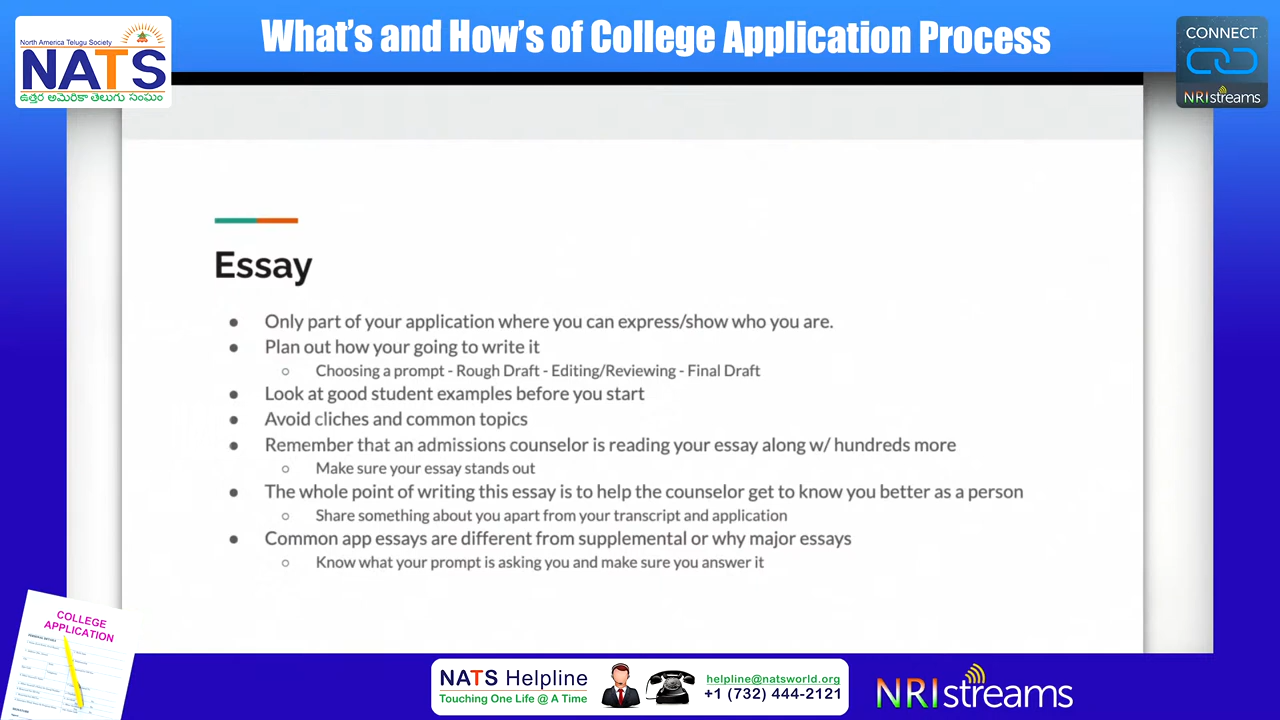 North America Telugu Society
NATS
ఉత్తర అమెరికా తెలుగు సంఘం
What's and How's of College Application Process
CONNECT
NRIstreams
Essay
● Only part of your application where you can express/show who you are.
● Plan out how your going to write it
○ Choosing a prompt - Rough Draft - Editing/Reviewing - Final Draft
● Look at good student examples before you start
● Avoid cliches and common topics
● Remember that an admissions counselor is reading your essay along w/ hundreds more
○ Make sure your essay stands out
● The whole point of writing this essay is to help the counselor get to know you better as a person
○ Share something about you apart from your transcript and application
● Common app essays are different from supplemental or why major essays
○ Know what your prompt is asking you and make sure you answer it
COLLEGE
APPLICATION
NATS Helpline
Touching One Life @ A Time
helpline@natsworld.org
+1 (732) 444-2121
NRIstreams